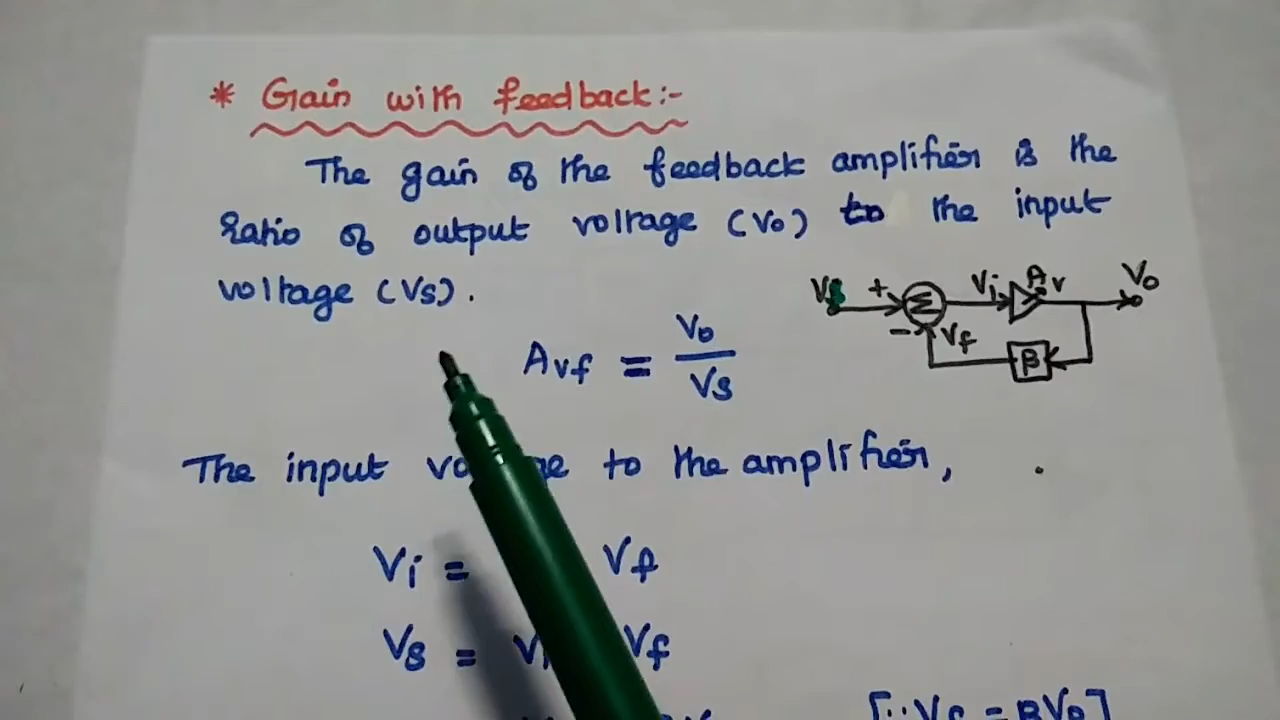 * Gain with feedback:-
The gain of the feedback amplifier is the
ratio of output voltage (Vo) to the input
voltage (Vs).
Vs + Σ Vi Av Vo
- Vf β
Avf = Vo / Vs
The input to the amplifier,
Vi = Vf
Vs = Vf
[∵ Vf = βVo]